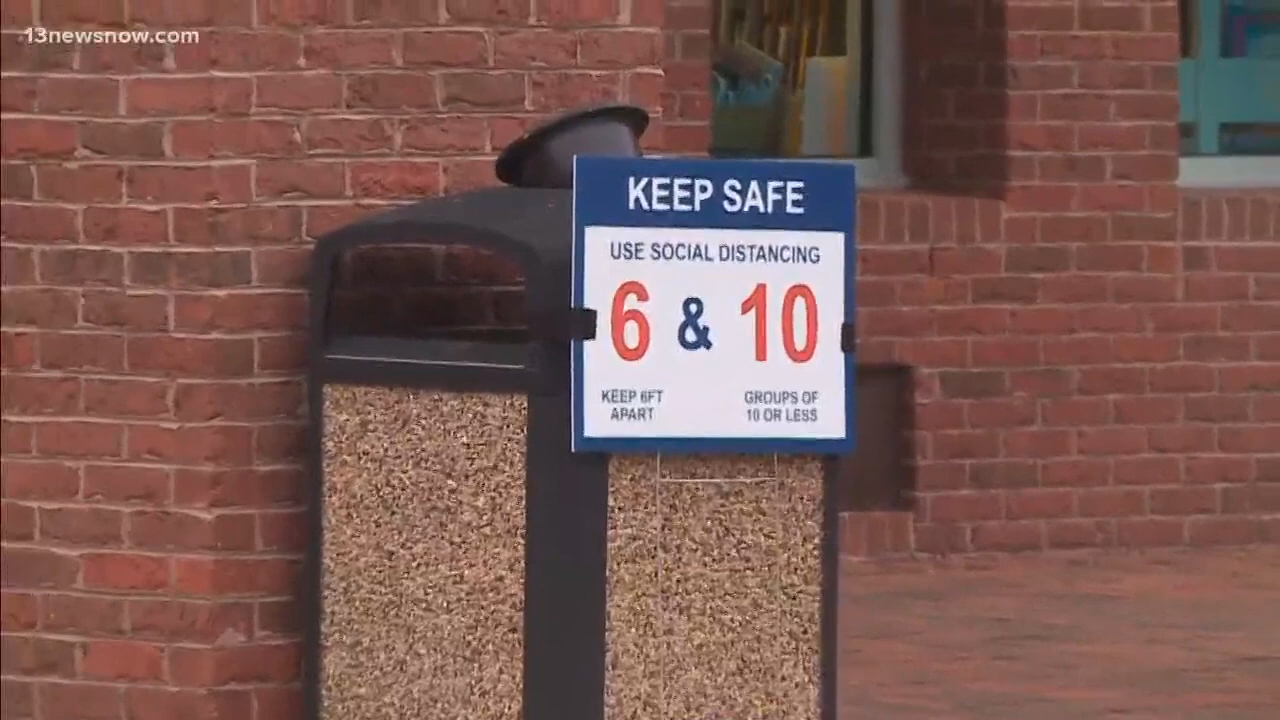 13newsnow.com
KEEP SAFE
USE SOCIAL DISTANCING
6 & 10
KEEP 6FT
APART
GROUPS OF
10 OR LESS